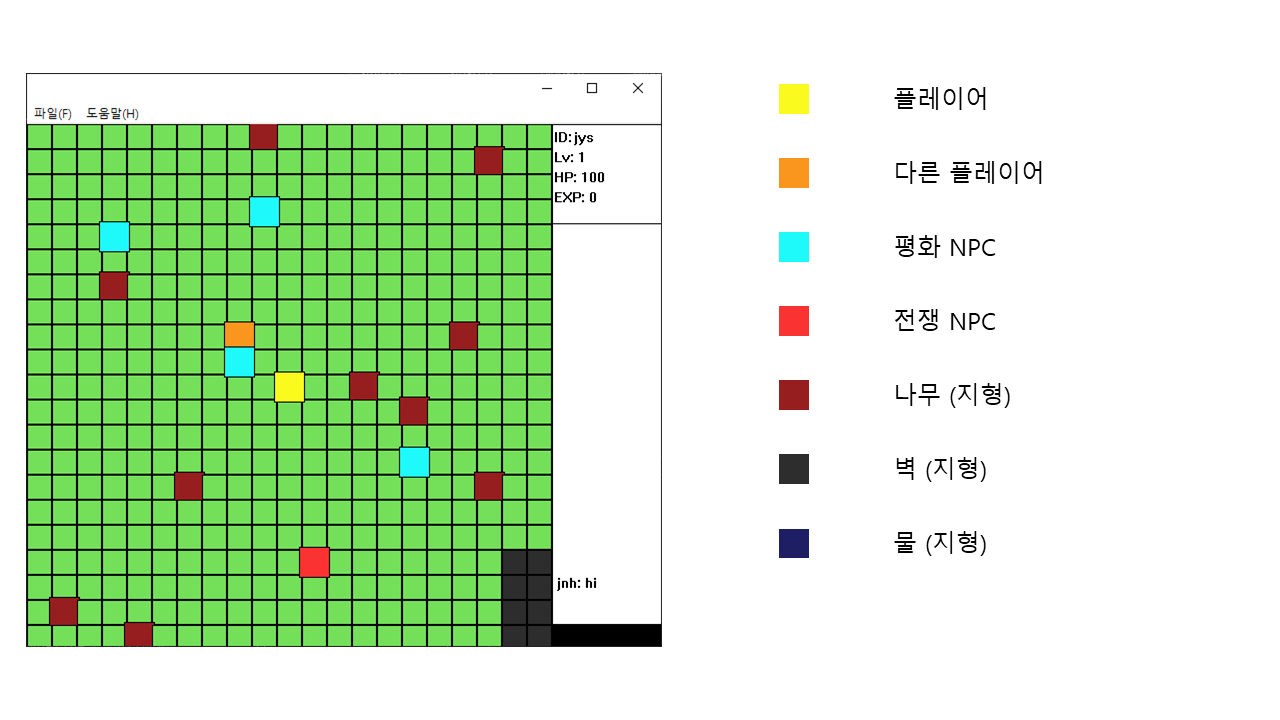 파일(F) 도움말(H)
ID: jys
Lv: 1
HP: 100
EXP: 0
jnh: hi
플레이어
다른 플레이어
평화 NPC
전쟁 NPC
나무 (지형)
벽 (지형)
물 (지형)